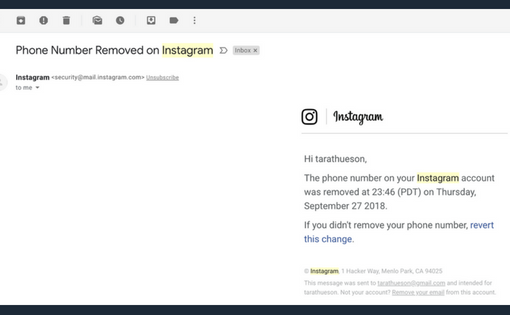 Phone Number Removed on Instagram
Inbox x
Instagram <security@mail.instagram.com> Unsubscribe
to me
Instagram
Hi tarathueson,
The phone number on your Instagram account
was removed at 23:46 (PDT) on Thursday,
September 27 2018.
If you didn't remove your phone number, revert
this change.
© Instagram. 1 Hacker Way, Menlo Park, CA 94025
This message was sent to tarathueson@gmail.com and intended for
tarathueson. Not your account? Remove your email from this account.